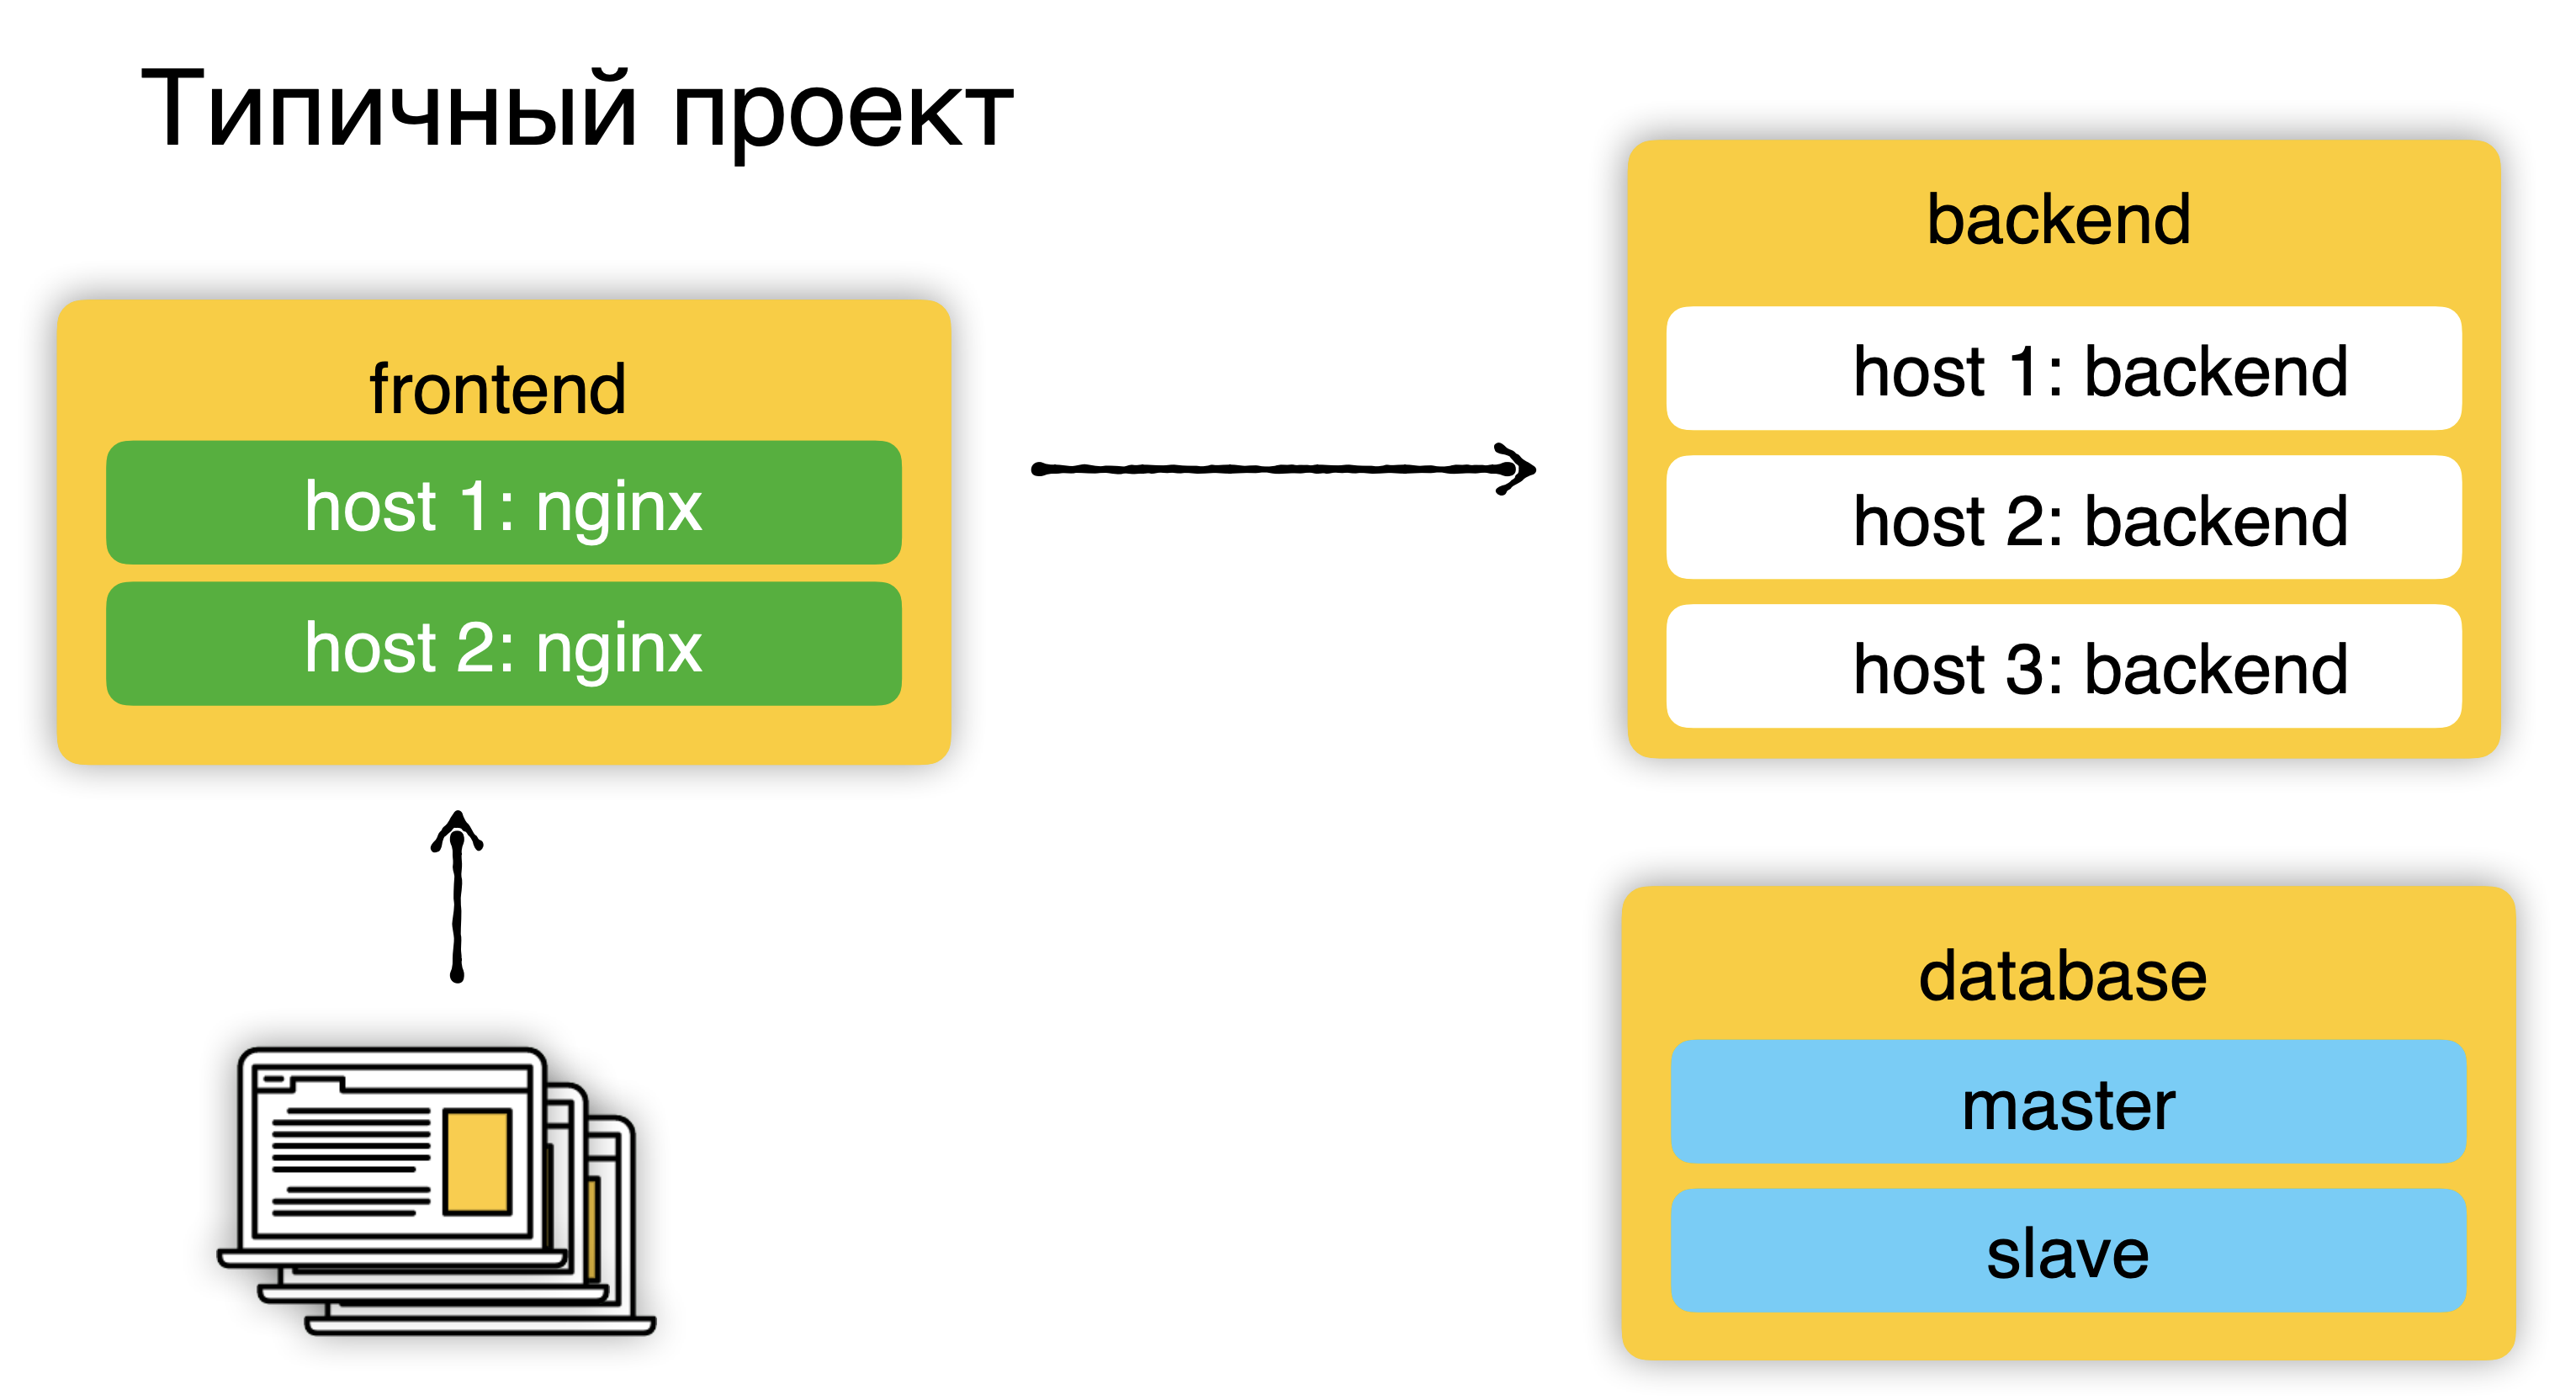 Типичный проект
frontend
host 1: nginx
host 2: nginx
backend
host 1: backend
host 2: backend
host 3: backend
database
master
slave